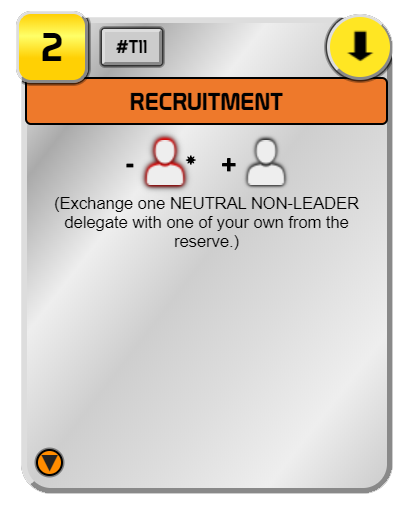 2
#T11
RECRUITMENT
- * +
(Exchange one NEUTRAL NON-LEADER
delegate with one of your own from the
reserve.)